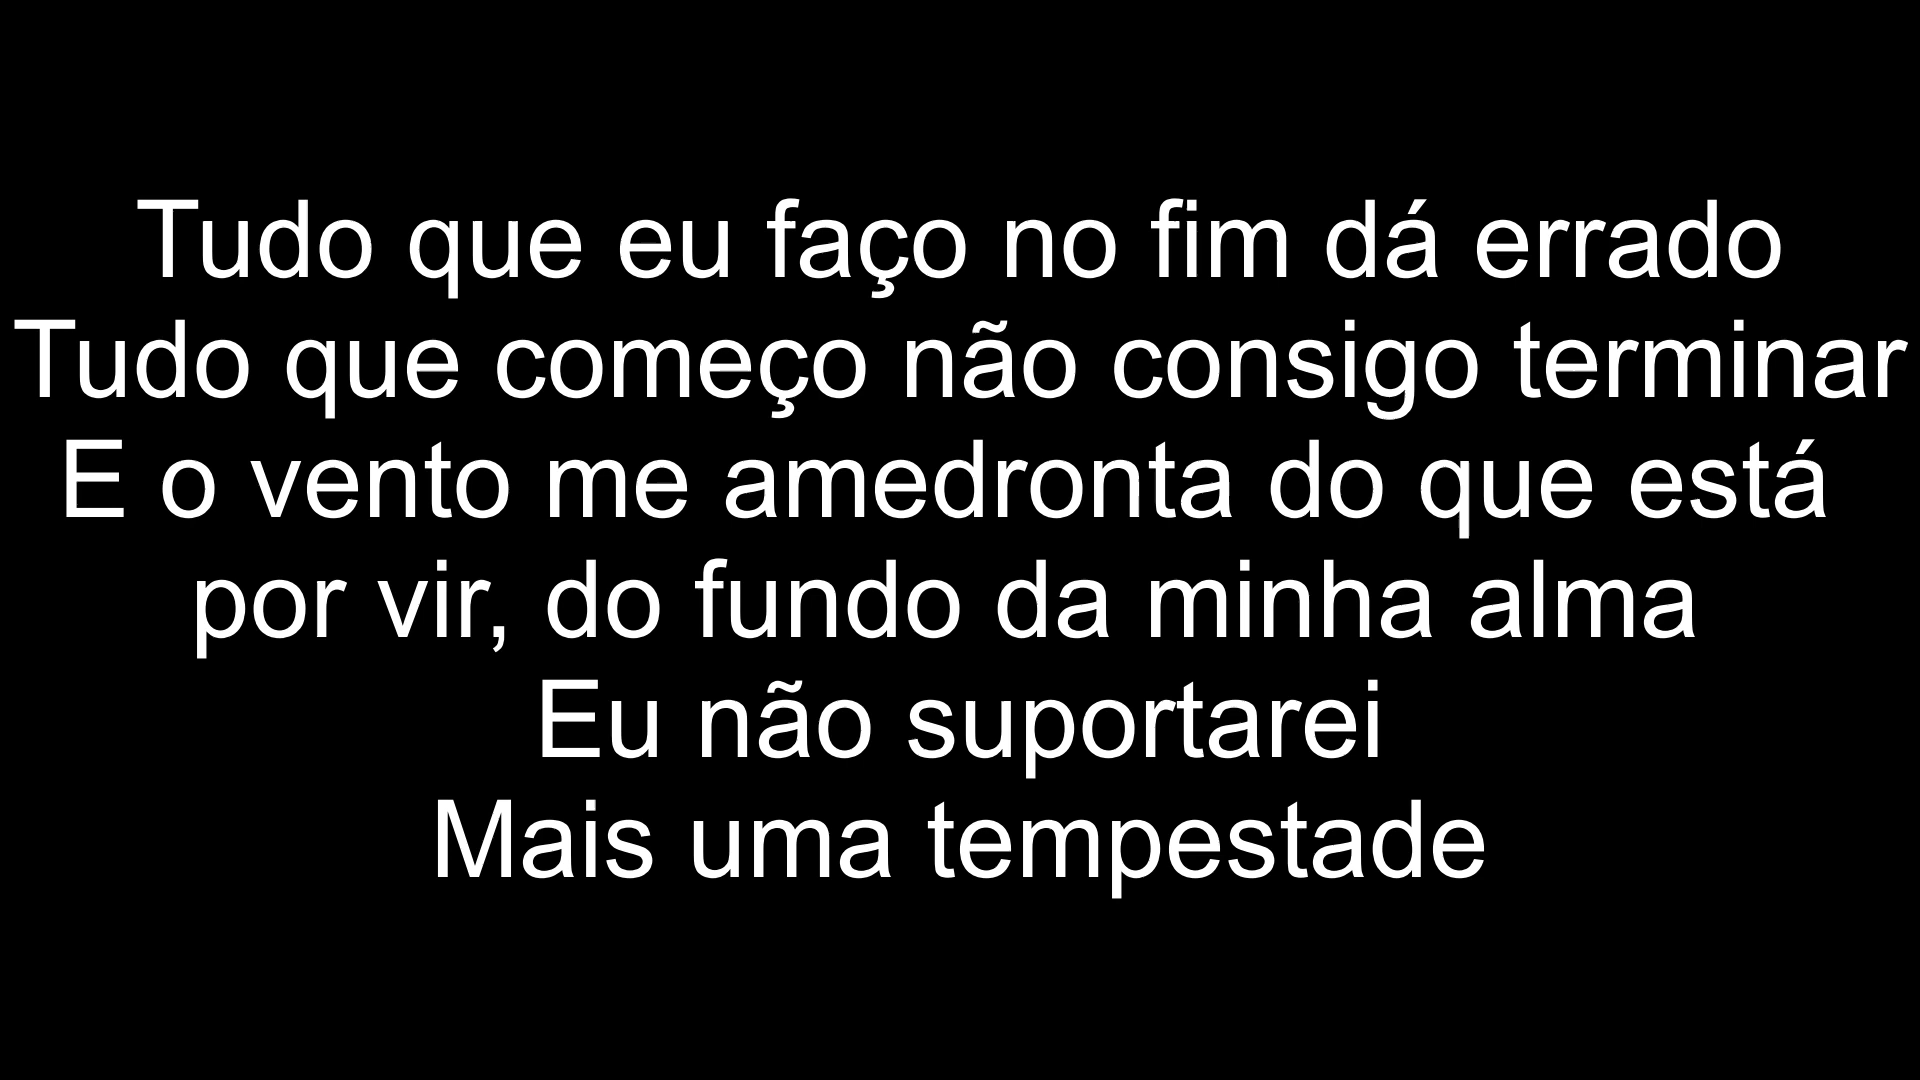 Tudo que eu faço no fim dá errado
Tudo que começo não consigo terminar
E o vento me amedronta do que está
por vir, do fundo da minha alma
Eu não suportarei
Mais uma tempestade